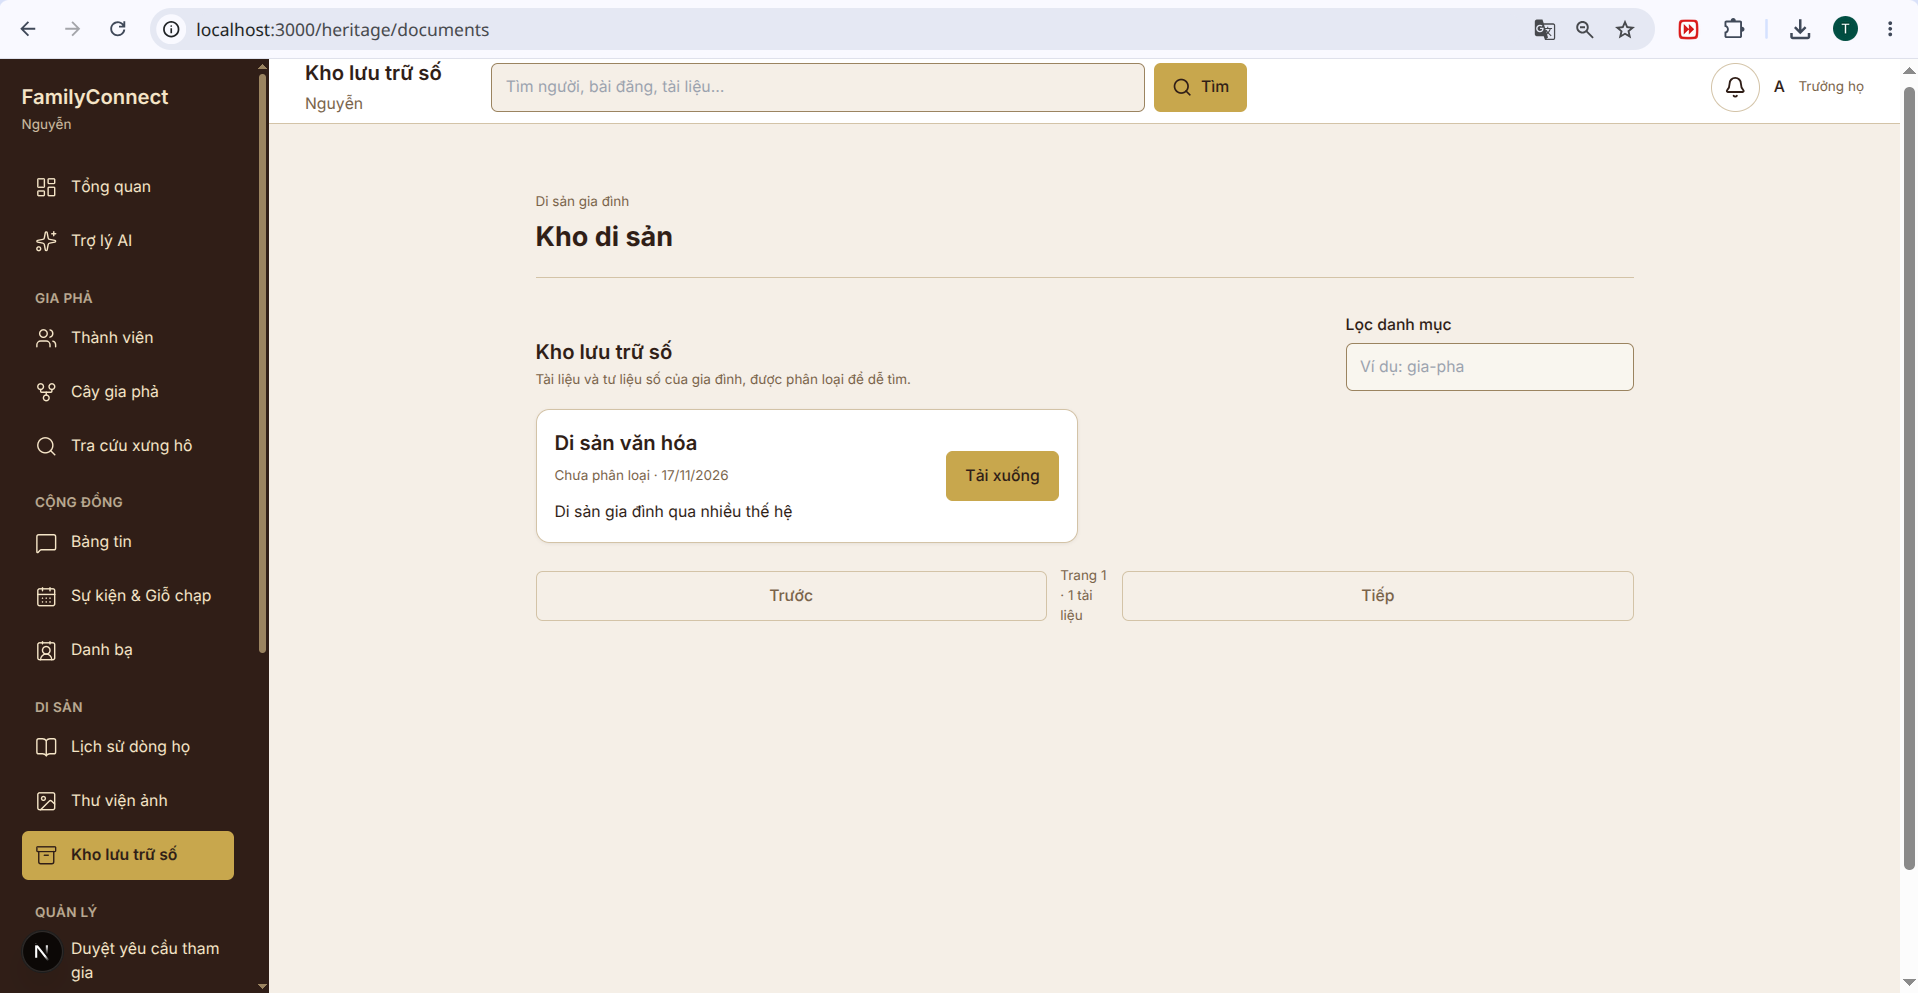 localhost:3000/heritage/documents
T
FamilyConnect
Nguyễn
Tổng quan
Trợ lý AI
GIA PHẢ
Thành viên
Cây gia phả
Tra cứu xưng hô
CỘNG ĐỒNG
Bảng tin
Sự kiện & Giỗ chạp
Danh bạ
DI SẢN
Lịch sử dòng họ
Thư viện ảnh
Kho lưu trữ số
QUẢN LÝ
N
Duyệt yêu cầu tham
gia
Kho lưu trữ số
Nguyễn
Tìm người, bài đăng, tài liệu...
Tìm
A
Trưởng họ
Di sản gia đình
Kho di sản
Kho lưu trữ số
Tài liệu và tư liệu số của gia đình, được phân loại để dễ tìm.
Lọc danh mục
Ví dụ: gia-pha
Di sản văn hóa
Chưa phân loại · 17/11/2026
Di sản gia đình qua nhiều thế hệ
Tải xuống
Trước
Trang 1
· 1 tài
liệu
Tiếp